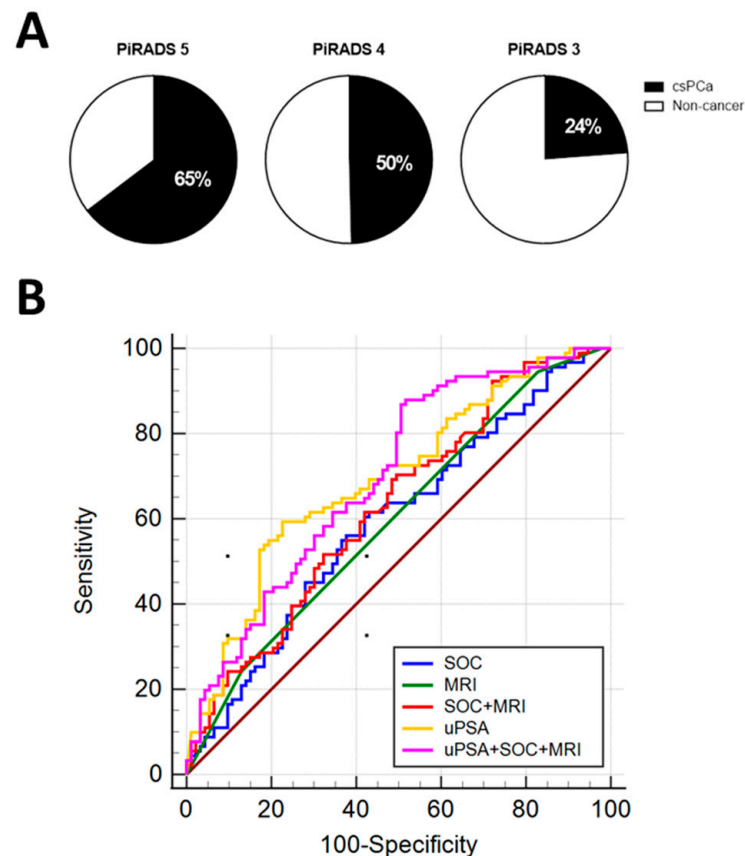 A
PiRADS 5
PiRADS 4
PiRADS 3
csPCa
Non-cancer
65%
50%
24%
B
100
80
60
40
20
0
Sensitivity
SOC
MRI
SOC+MRI
uPSA
uPSA+SOC+MRI
0 20 40 60 80 100
100-Specificity